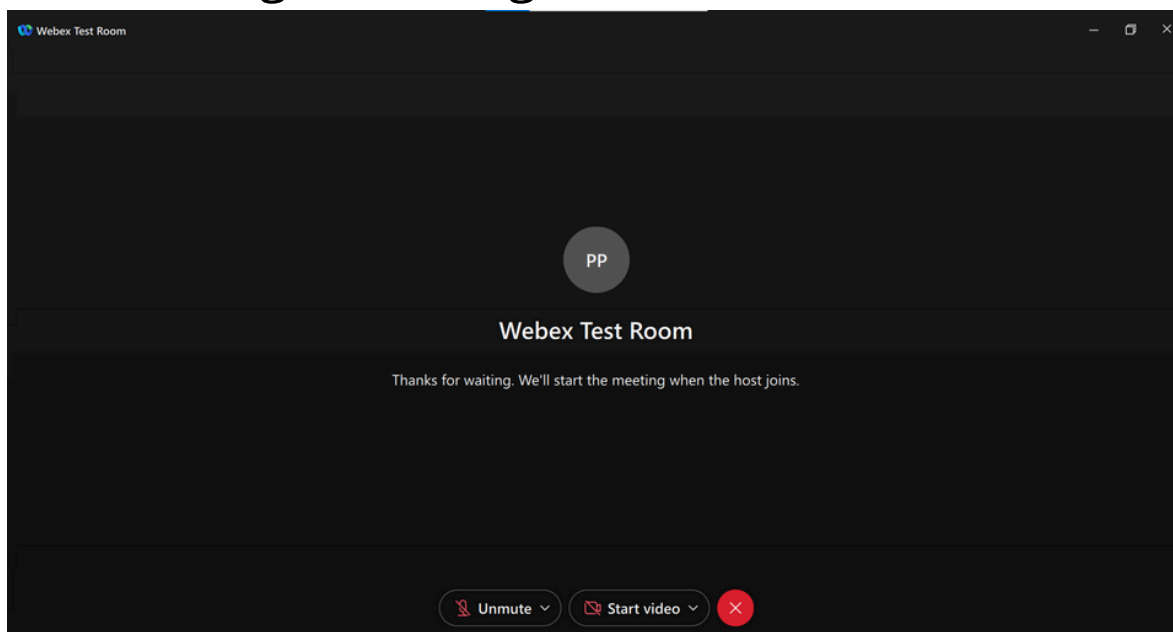 Webex Test Room
PP
Webex Test Room
Thanks for waiting. We'll start the meeting when the host joins.
Unmute
Start video